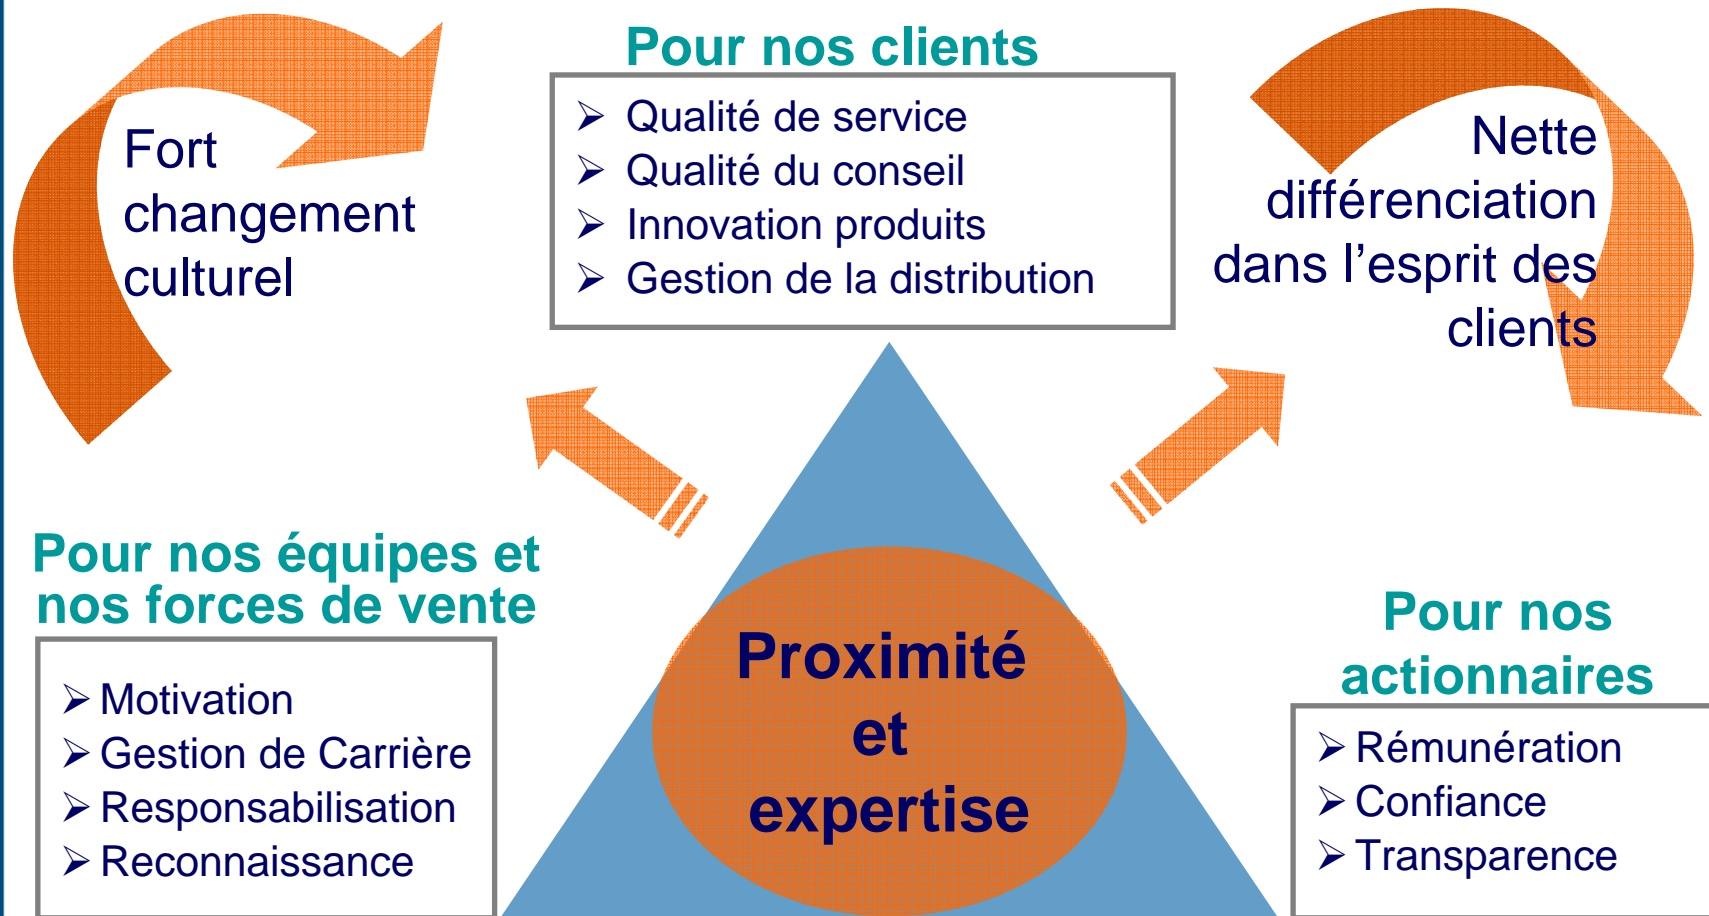 Pour nos clients
Qualité de service
Qualité du conseil
Innovation produits
Gestion de la distribution
Fort
changement
culturel
Nette
différenciation
dans l’esprit des
clients
Pour nos équipes et
nos forces de vente
Motivation
Gestion de Carrière
Responsabilisation
Reconnaissance
Proximité
et
expertise
Pour nos
actionnaires
Rémunération
Confiance
Transparence